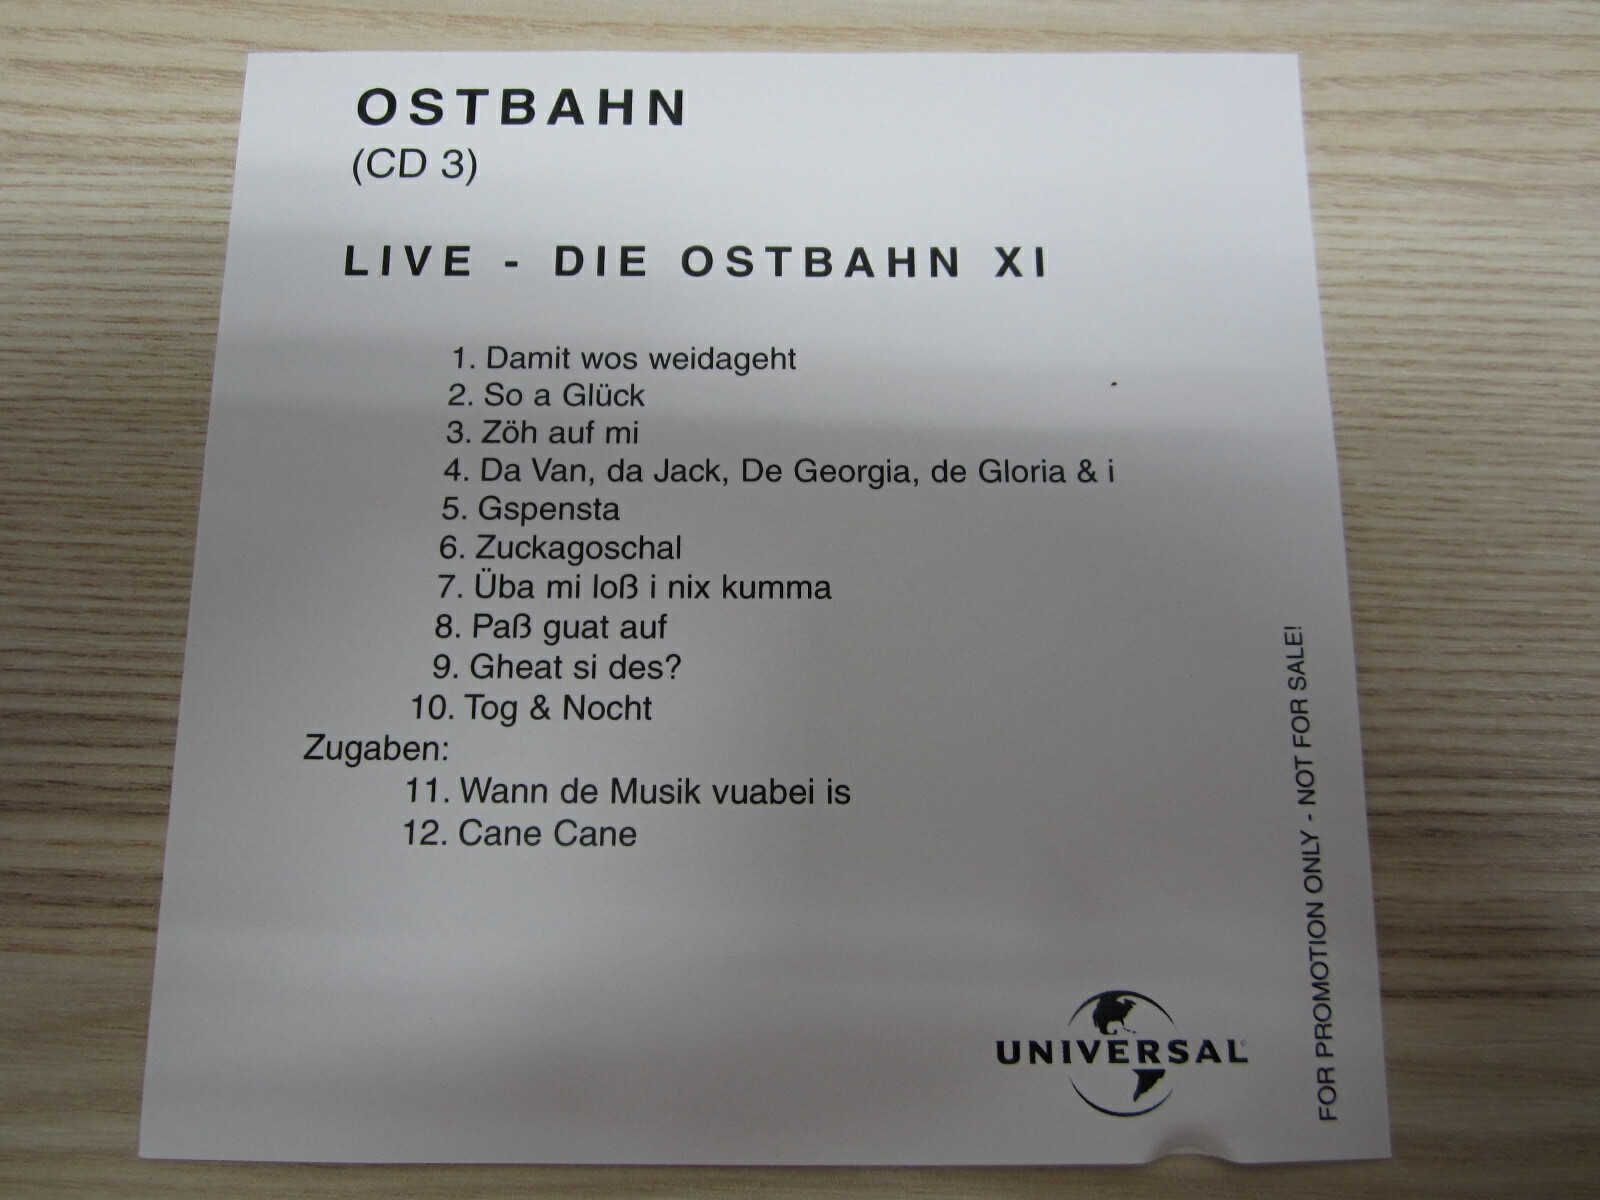 OSTBAHN
(CD 3)
LIVE - DIE OSTBAHN XI
1. Damit wos weidageht
2. So a Glück
3. Zöh auf mi
4. Da Van, da Jack, De Georgia, de Gloria & i
5. Gspensta
6. Zuckagoschal
7. Üba mi loß i nix kumma
8. Paß guat auf
9. Gheat si des?
10. Tog & Nocht
Zugaben:
11. Wann de Musik vuabei is
12. Cane Cane
UNIVERSAL
FOR PROMOTION ONLY - NOT FOR SALE!